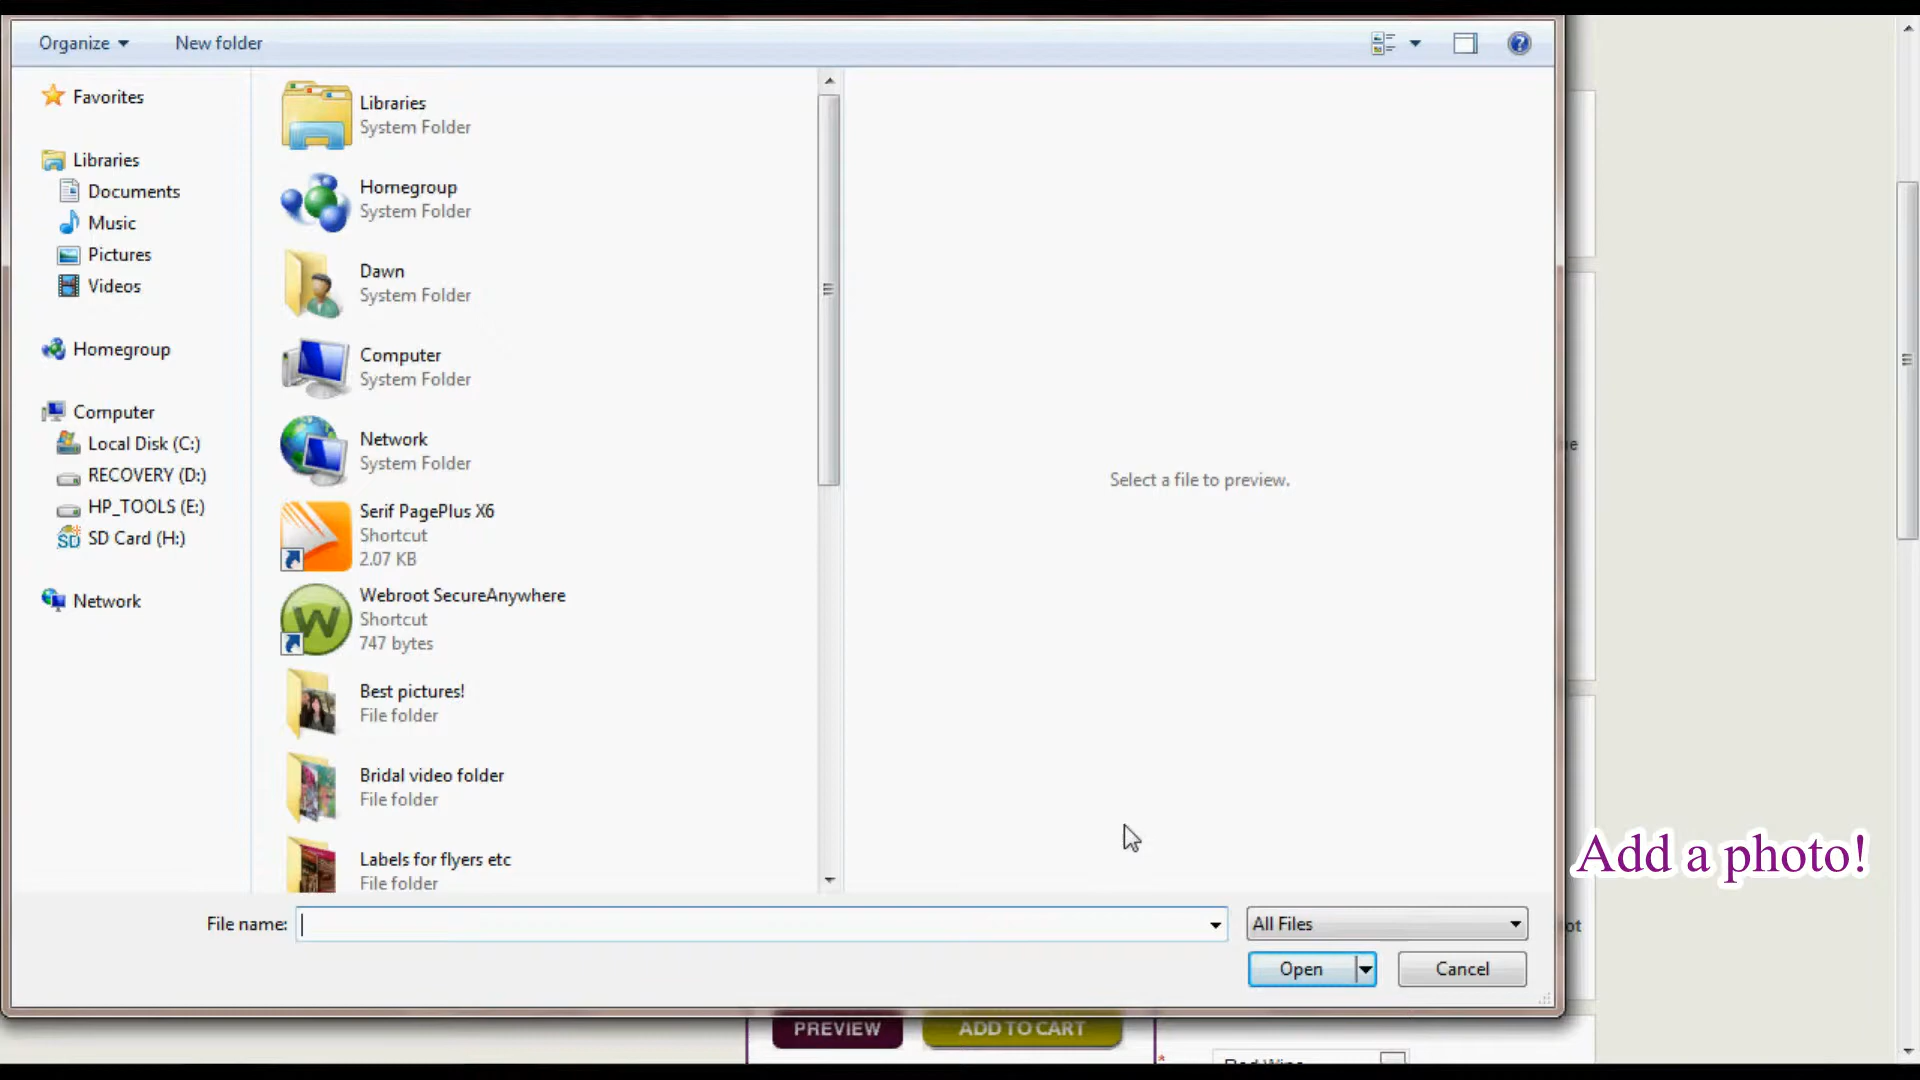 Organize
New folder
Favorites
Libraries
Documents
Music
Pictures
Videos
Homegroup
Computer
Local Disk (C:)
RECOVERY (D:)
HP_TOOLS (E:)
SD Card (H:)
Network
Libraries
System Folder
Homegroup
System Folder
Dawn
System Folder
Computer
System Folder
Network
System Folder
Serif PagePlus X6
Shortcut
2.07 KB
Webroot SecureAnywhere
Shortcut
747 bytes
Best pictures!
File folder
Bridal video folder
File folder
Labels for flyers etc
File folder
Select a file to preview.
Add a photo!
File name:
All Files
Open
Cancel
PREVIEW
ADD TO CART
*